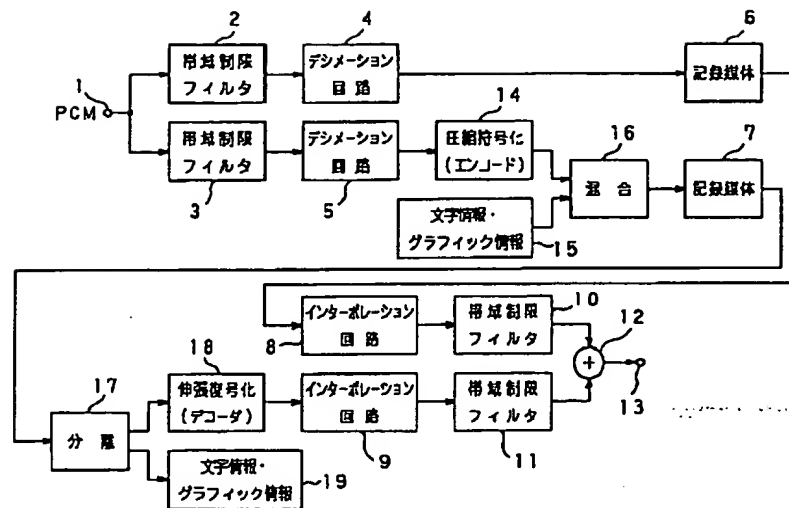 2
4
6
帯域制限
フィルタ
デシメーション
回路
記録媒体
1
PCM
14
7
帯域制限
フィルタ
デシメーション
回路
圧縮符号化
(エンコード)
16
混合
記録媒体
3
5
文字情報・
グラフィック情報
15
インターポレーション
回路
8
帯域制限
フィルタ
10
12
+
13
18
17
分離
伸張復号化
(デコーダ)
インターポレーション
回路
9
帯域制限
フィルタ
11
文字情報・
グラフィック情報
19